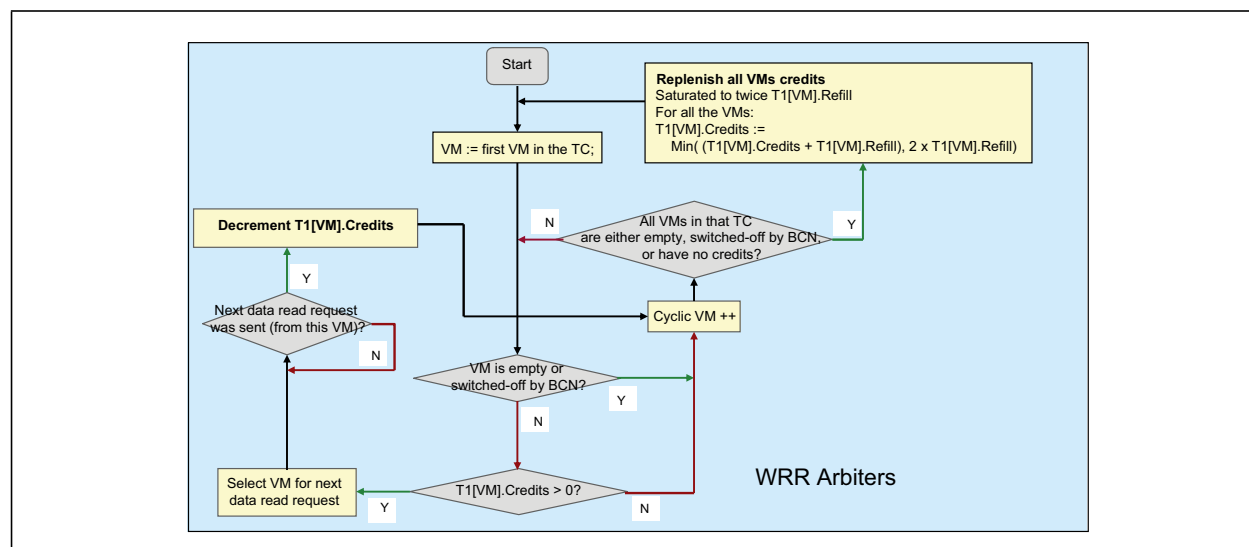 Start
Replenish all VMs credits
Saturated to twice T1[VM].Refill
For all the VMs:
T1[VM].Credits :=
Min( (T1[VM].Credits + T1[VM].Refill), 2 x T1[VM].Refill)
VM := first VM in the TC;
Decrement T1[VM].Credits
N
All VMs in that TC
are either empty, switched-off by BCN,
or have no credits?
Y
Y
Next data read request
was sent (from this VM)?
N
Cyclic VM ++
VM is empty or
switched-off by BCN?
Y
N
Select VM for next
data read request
Y
T1[VM].Credits > 0?
N
WRR Arbiters